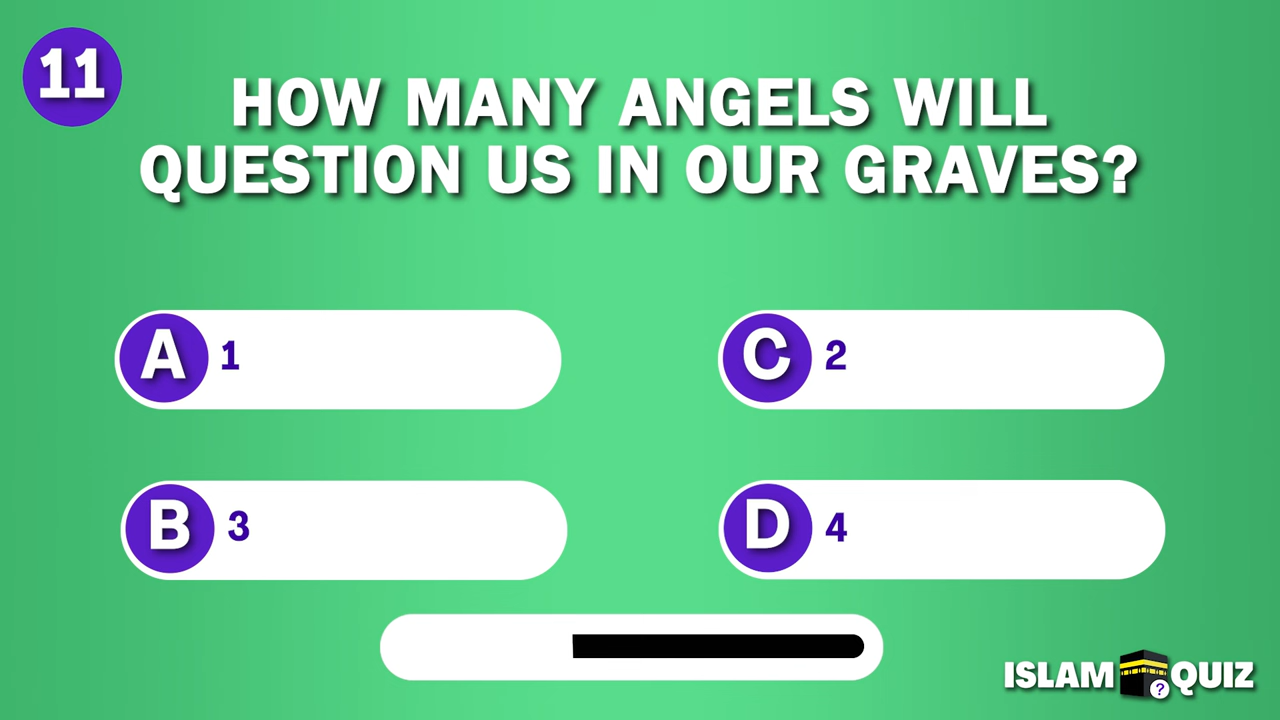 11
HOW MANY ANGELS WILL
QUESTION US IN OUR GRAVES?
A 1
C 2
B 3
D 4
ISLAM ? QUIZ